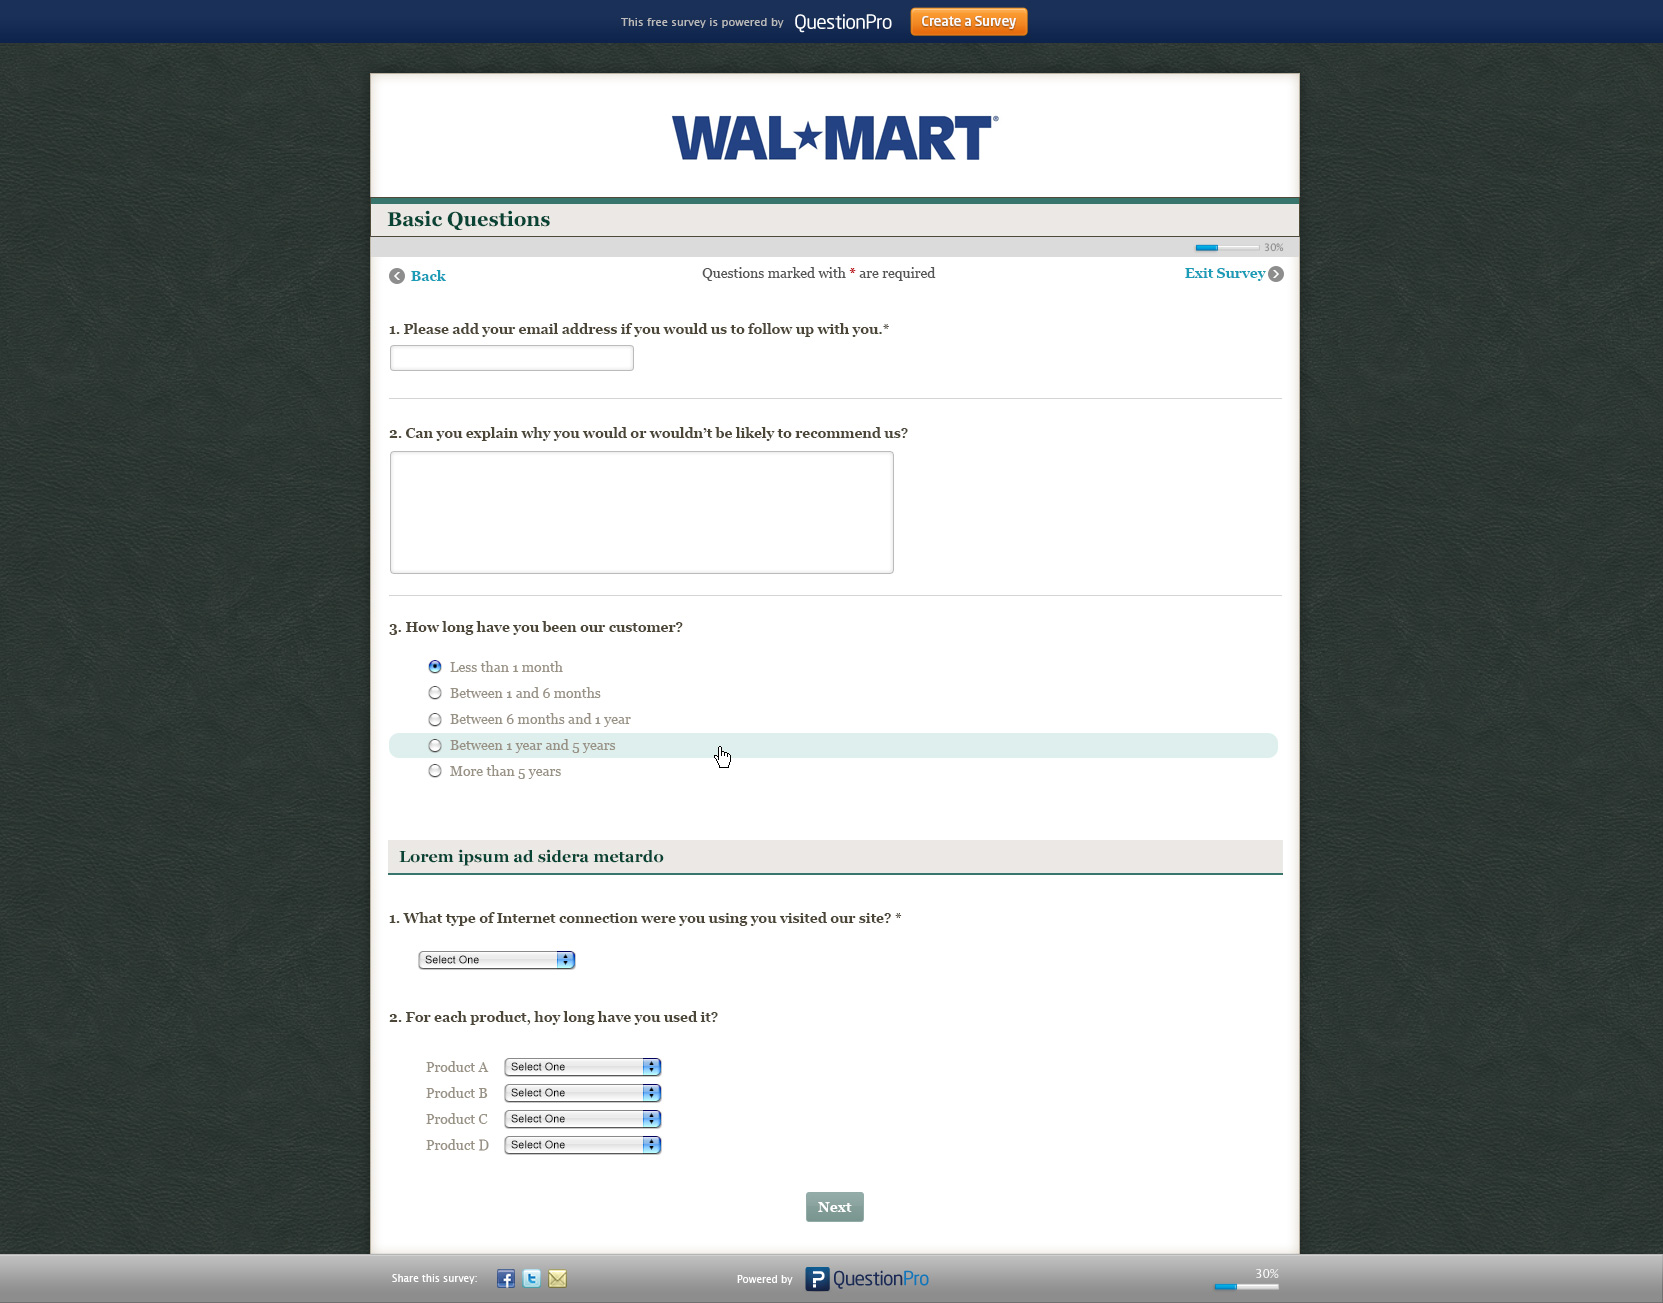 This free survey is powered by QuestionPro Create a Survey
WAL★MART®
Basic Questions
30%
Back Questions marked with * are required Exit Survey
1. Please add your email address if you would us to follow up with you.*
2. Can you explain why you would or wouldn't be likely to recommend us?
3. How long have you been our customer?
Less than 1 month
Between 1 and 6 months
Between 6 months and 1 year
Between 1 year and 5 years
More than 5 years
Lorem ipsum ad sidera metardo
1. What type of Internet connection were you using you visited our site? *
Select One
2. For each product, hoy long have you used it?
Product A Select One
Product B Select One
Product C Select One
Product D Select One
Next
Share this survey: Powered by QuestionPro 30%